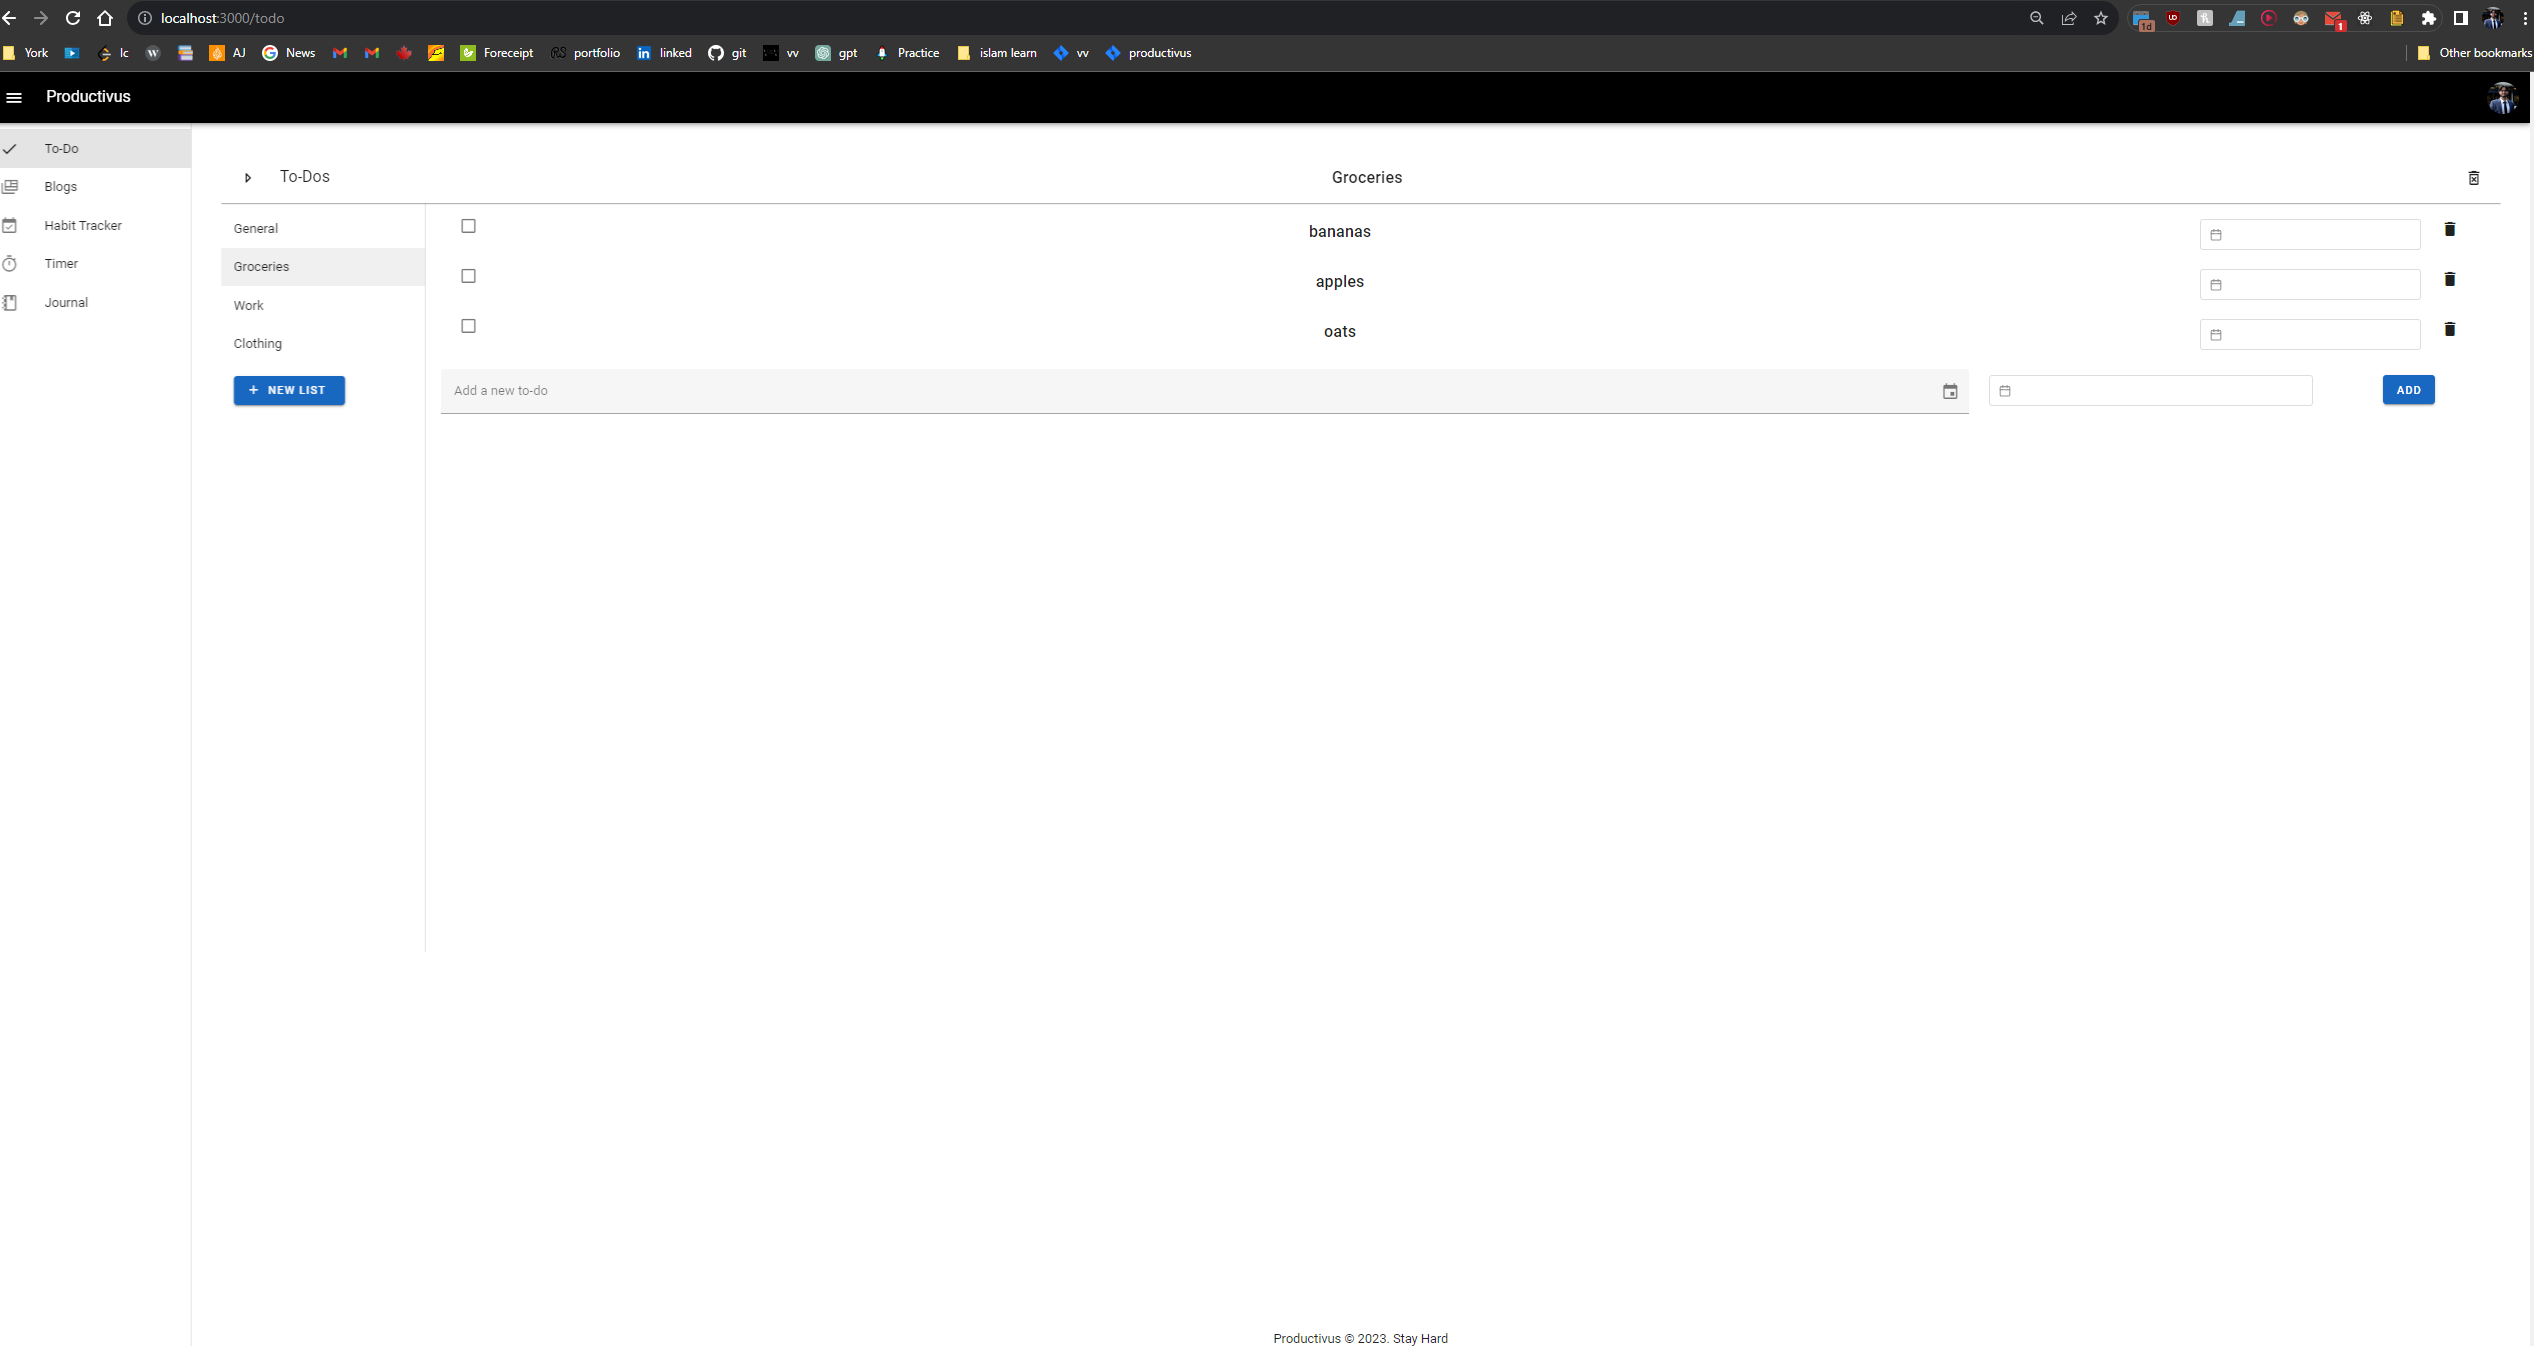 localhost:3000/todo
York lc AJ News Foreceipt portfolio linked git vv gpt Practice islam learn vv productivus Other bookmarks
Productivus
To-Do
Blogs
Habit Tracker
Timer
Journal
To-Dos Groceries
General
Groceries
Work
Clothing
+ NEW LIST
bananas
apples
oats
Add a new to-do ADD
Productivus © 2023. Stay Hard